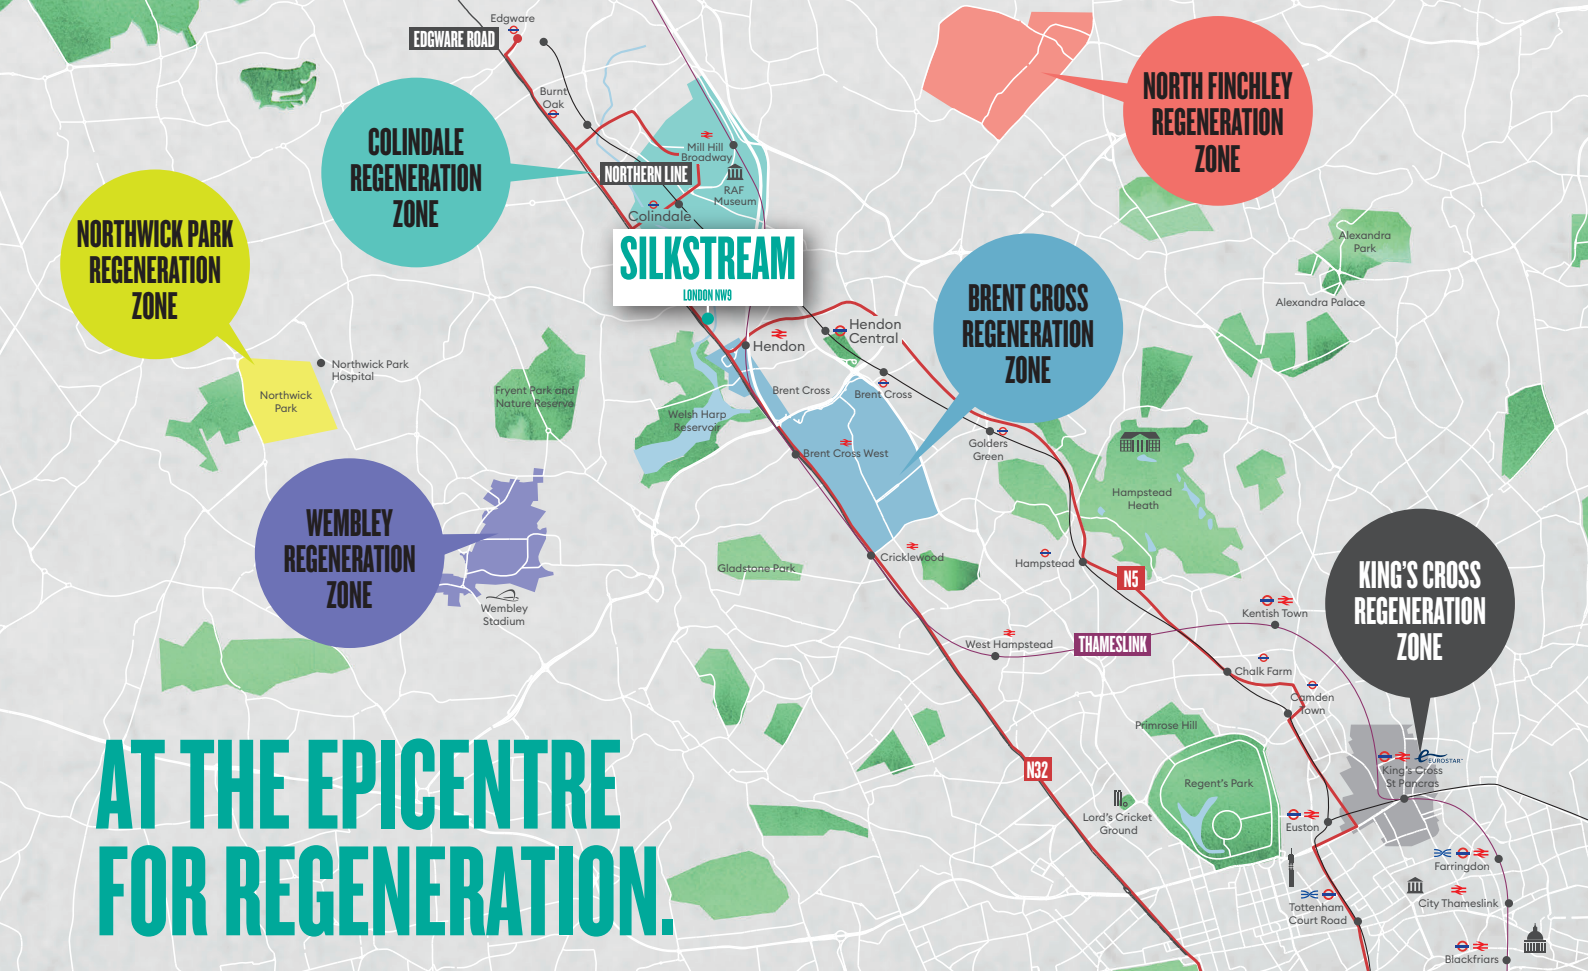 Edgware
EDGWARE ROAD
NORTH FINCHLEY
REGENERATION
ZONE
Burnt
Oak
COLINDALE
REGENERATION
ZONE
Mill Hill
Broadway
NORTHERN LINE
RAF
Museum
Colindale
NORTHWICK PARK
REGENERATION
ZONE
SILKSTREAM
LONDON NW9
Alexandra
Park
Alexandra Palace
BRENT CROSS
REGENERATION
ZONE
Hendon
Central
Hendon
Northwick Park
Hospital
Northwick
Park
Fryent Park and
Nature Reserve
Brent Cross
Brent Cross
Welsh Harp
Reservoir
Brent Cross West
Golders
Green
Hampstead
Heath
WEMBLEY
REGENERATION
ZONE
Cricklewood
Gladstone Park
Hampstead
N5
KING'S CROSS
REGENERATION
ZONE
Wembley
Stadium
Kentish Town
West Hampstead
THAMESLINK
Chalk Farm
Camden
Town
Primrose Hill
N32
EUROSTAR
King's Cross
St Pancras
Regent's Park
Lord's Cricket
Ground
Euston
Farringdon
City Thameslink
Tottenham
Court Road
Blackfriars
AT THE EPICENTRE
FOR REGENERATION.